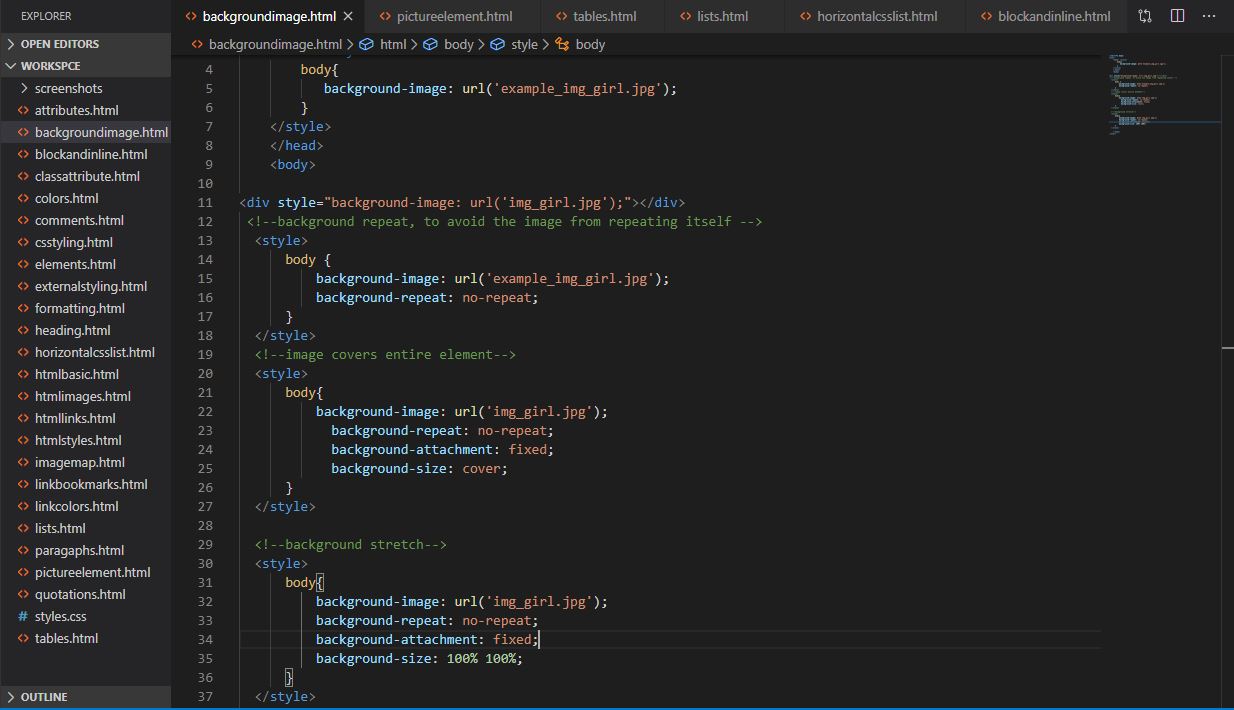 EXPLORER
OPEN EDITORS
WORKSPCE
screenshots
attributes.html
backgroundimage.html
blockandinline.html
classattribute.html
colors.html
comments.html
csstyling.html
elements.html
externalstyling.html
formatting.html
heading.html
horizontalcsslist.html
htmlbasic.html
htmlimages.html
htmllinks.html
htmlstyles.html
imagemap.html
linkbookmarks.html
linkcolors.html
lists.html
paragaphs.html
pictureelement.html
quotations.html
# styles.css
tables.html
OUTLINE
backgroundimage.html × pictureelement.html tables.html lists.html horizontalcsslist.html blockandinline.html ...
backgroundimage.html > html > body > style > body
4 body{
5 background-image: url('example_img_girl.jpg');
6 }
7 </style>
8 </head>
9 <body>
10
11 <div style="background-image: url('img_girl.jpg');"></div>
12 <!--background repeat, to avoid the image from repeating itself -->
13 <style>
14 body {
15 background-image: url('example_img_girl.jpg');
16 background-repeat: no-repeat;
17 }
18 </style>
19 <!--image covers entire element-->
20 <style>
21 body{
22 background-image: url('img_girl.jpg');
23 background-repeat: no-repeat;
24 background-attachment: fixed;
25 background-size: cover;
26 }
27 </style>
28
29 <!--background stretch-->
30 <style>
31 body{
32 background-image: url('img_girl.jpg');
33 background-repeat: no-repeat;
34 background-attachment: fixed;
35 background-size: 100% 100%;
36 }
37 </style>